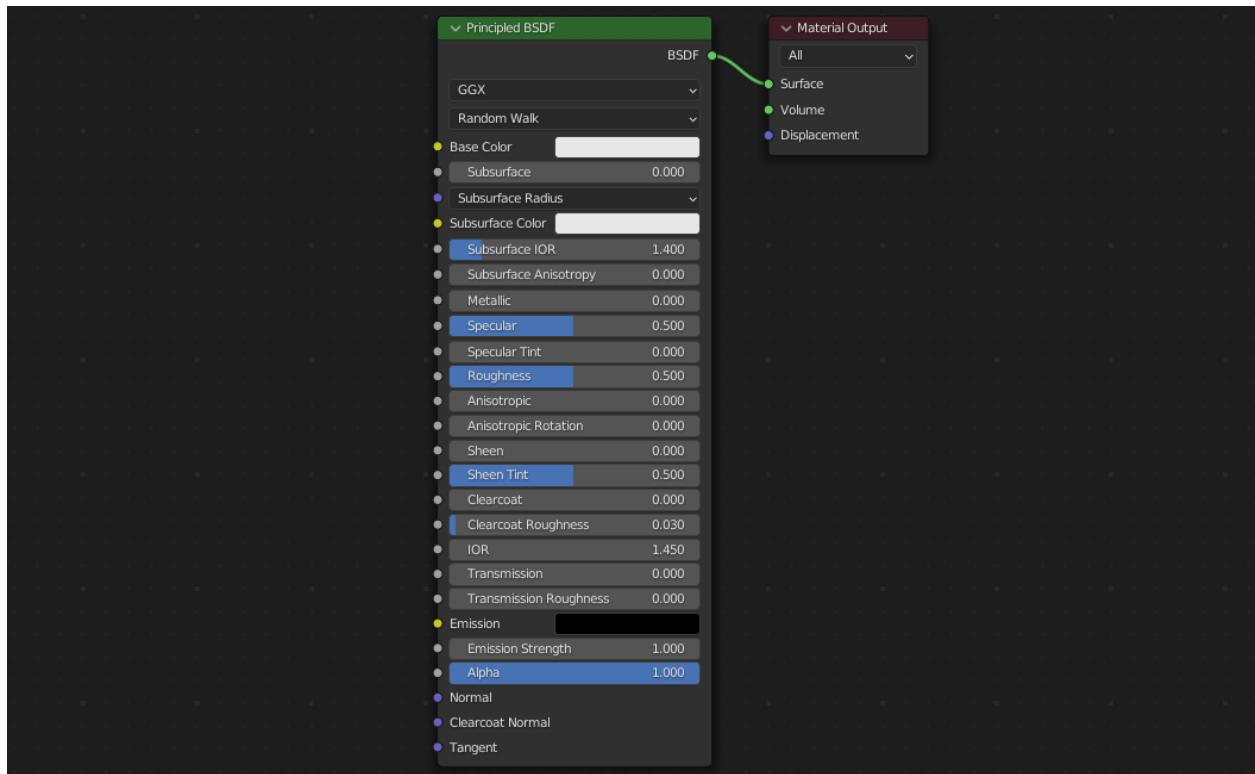 Principled BSDF
BSDF
GGX
Random Walk
Base Color
Subsurface 0.000
Subsurface Radius
Subsurface Color
Subsurface IOR 1.400
Subsurface Anisotropy 0.000
Metallic 0.000
Specular 0.500
Specular Tint 0.000
Roughness 0.500
Anisotropic 0.000
Anisotropic Rotation 0.000
Sheen 0.000
Sheen Tint 0.500
Clearcoat 0.000
Clearcoat Roughness 0.030
IOR 1.450
Transmission 0.000
Transmission Roughness 0.000
Emission
Emission Strength 1.000
Alpha 1.000
Normal
Clearcoat Normal
Tangent
Material Output
All
Surface
Volume
Displacement